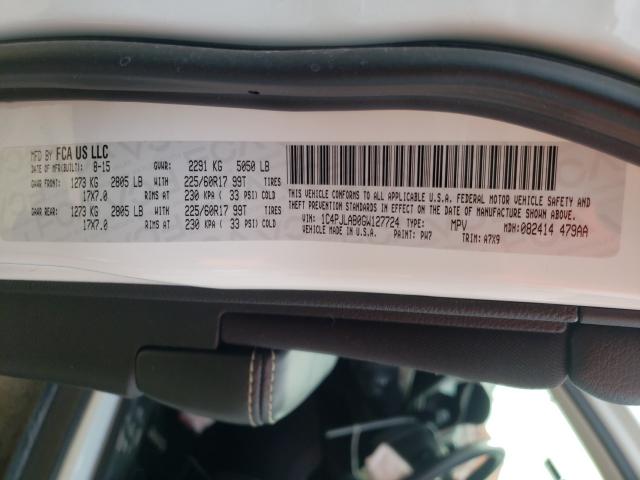 MFD BY FCA US LLC
DATE OF MFR(BUILT): 8-15 GVWR: 2291 KG 5050 LB
GAWR FRONT: 1273 KG 2805 LB WITH 225/60R17 99T TIRES
17X7.0 RIMS AT 230 KPA ( 33 PSI) COLD
GAWR REAR: 1273 KG 2805 LB WITH 225/60R17 99T TIRES
17X7.0 RIMS AT 230 KPA ( 33 PSI) COLD
THIS VEHICLE CONFORMS TO ALL APPLICABLE U.S.A. FEDERAL MOTOR VEHICLE SAFETY AND
THEFT PREVENTION STANDARDS IN EFFECT ON THE DATE OF MANUFACTURE SHOWN ABOVE.
VIN: 1C4PJLAB0GW127724 TYPE: MPV MDH: 082414 479AA
VEHICLE MADE IN U.S.A. PAINT: PW7 TRIM: A7X9